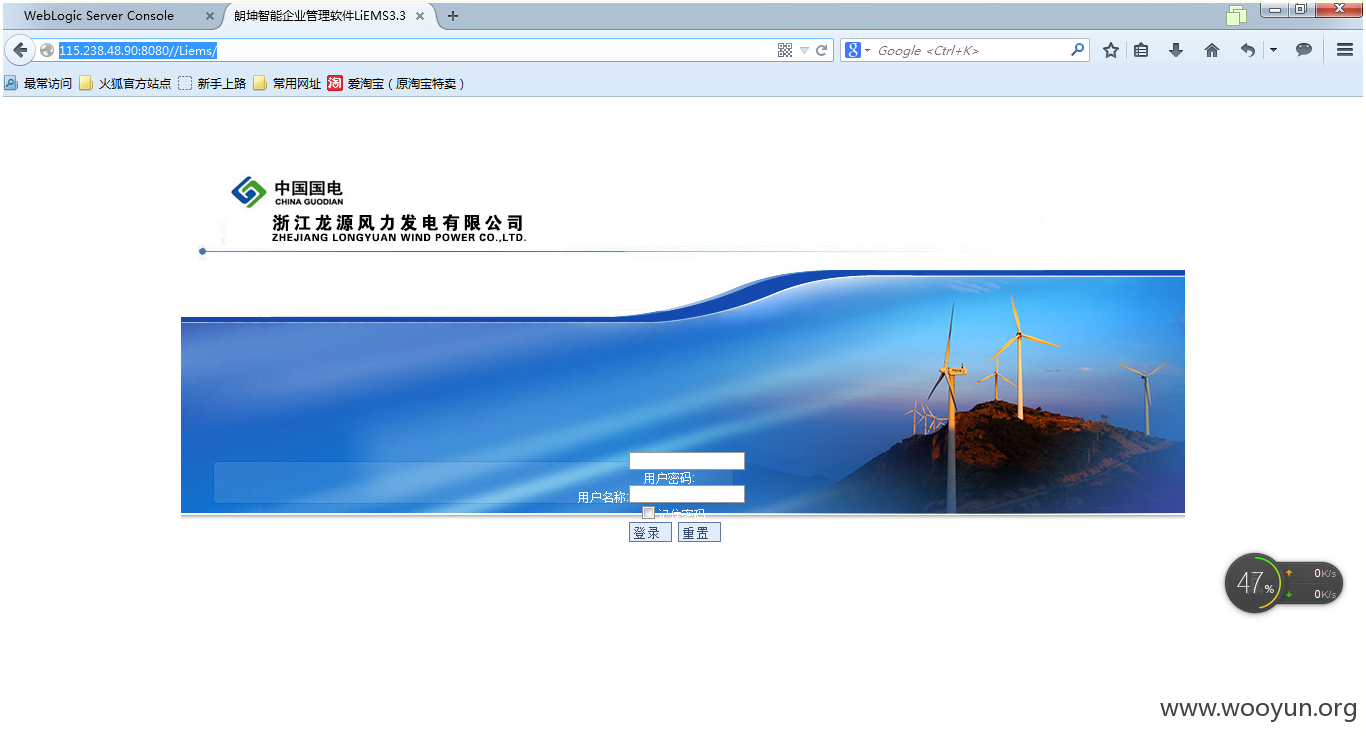 WebLogic Server Console
朗坤智能企业管理软件LiEMS3.3
115.238.48.90:8080//Liems/
Google <Ctrl+K>
最常访问 火狐官方站点 新手上路 常用网址 爱淘宝（原淘宝特卖）
中国国电
CHINA GUODIAN
浙江龙源风力发电有限公司
ZHEJIANG LONGYUAN WIND POWER CO.,LTD.
用户密码:
用户名称:
记住密码
登录 重置
47%
0K/s
0K/s
www.wooyun.org